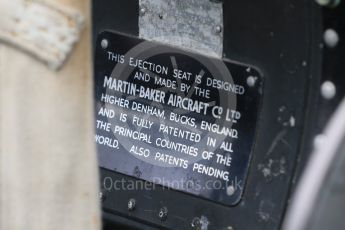 THIS EJECTION SEAT IS DESIGNED
AND MADE BY THE
MARTIN-BAKER AIRCRAFT CO LTD
HIGHER DENHAM, BUCKS, ENGLAND.
AND IS FULLY PATENTED IN ALL
THE PRINCIPAL COUNTRIES OF THE
WORLD. ALSO PATENTS PENDING.
©OctanePhotos.co.uk